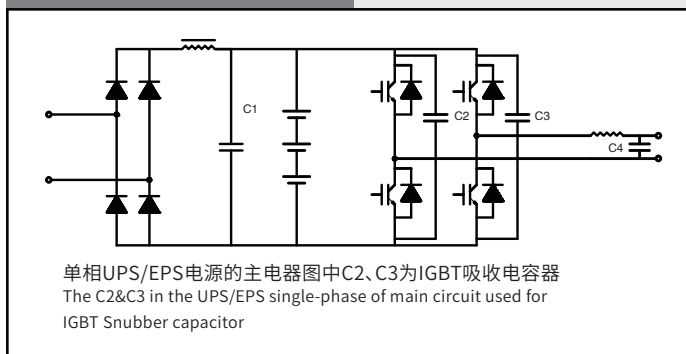 C1
C2
C3
C4
单相UPS/EPS电源的主电器图中C2、C3为IGBT吸收电容器
The C2&C3 in the UPS/EPS single-phase of main circuit used for
IGBT Snubber capacitor